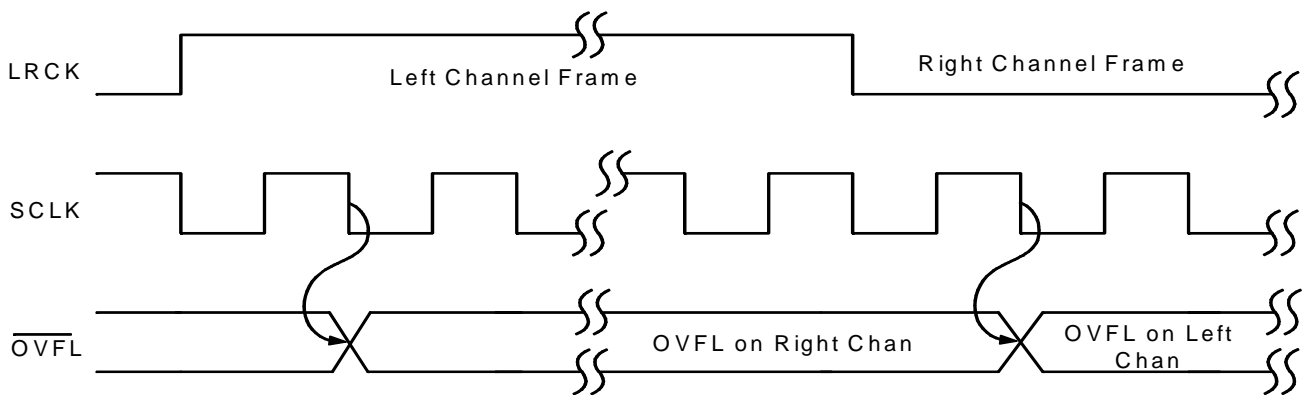 LRCK
Left Channel Frame
Right Channel Frame
SCLK
OVFL
OVFL on Right Chan
OVFL on Left
Chan